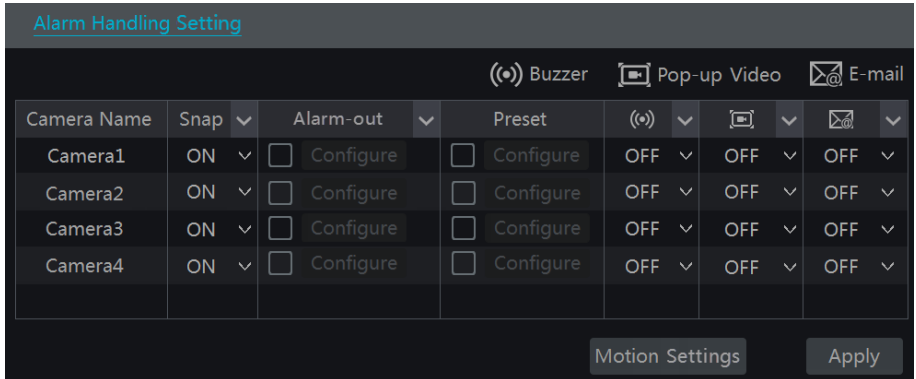 Alarm Handling Setting
Buzzer Pop-up Video E-mail
Camera Name Snap Alarm-out Preset
Camera1 ON Configure Configure OFF OFF OFF
Camera2 ON Configure Configure OFF OFF OFF
Camera3 ON Configure Configure OFF OFF OFF
Camera4 ON Configure Configure OFF OFF OFF
Motion Settings Apply